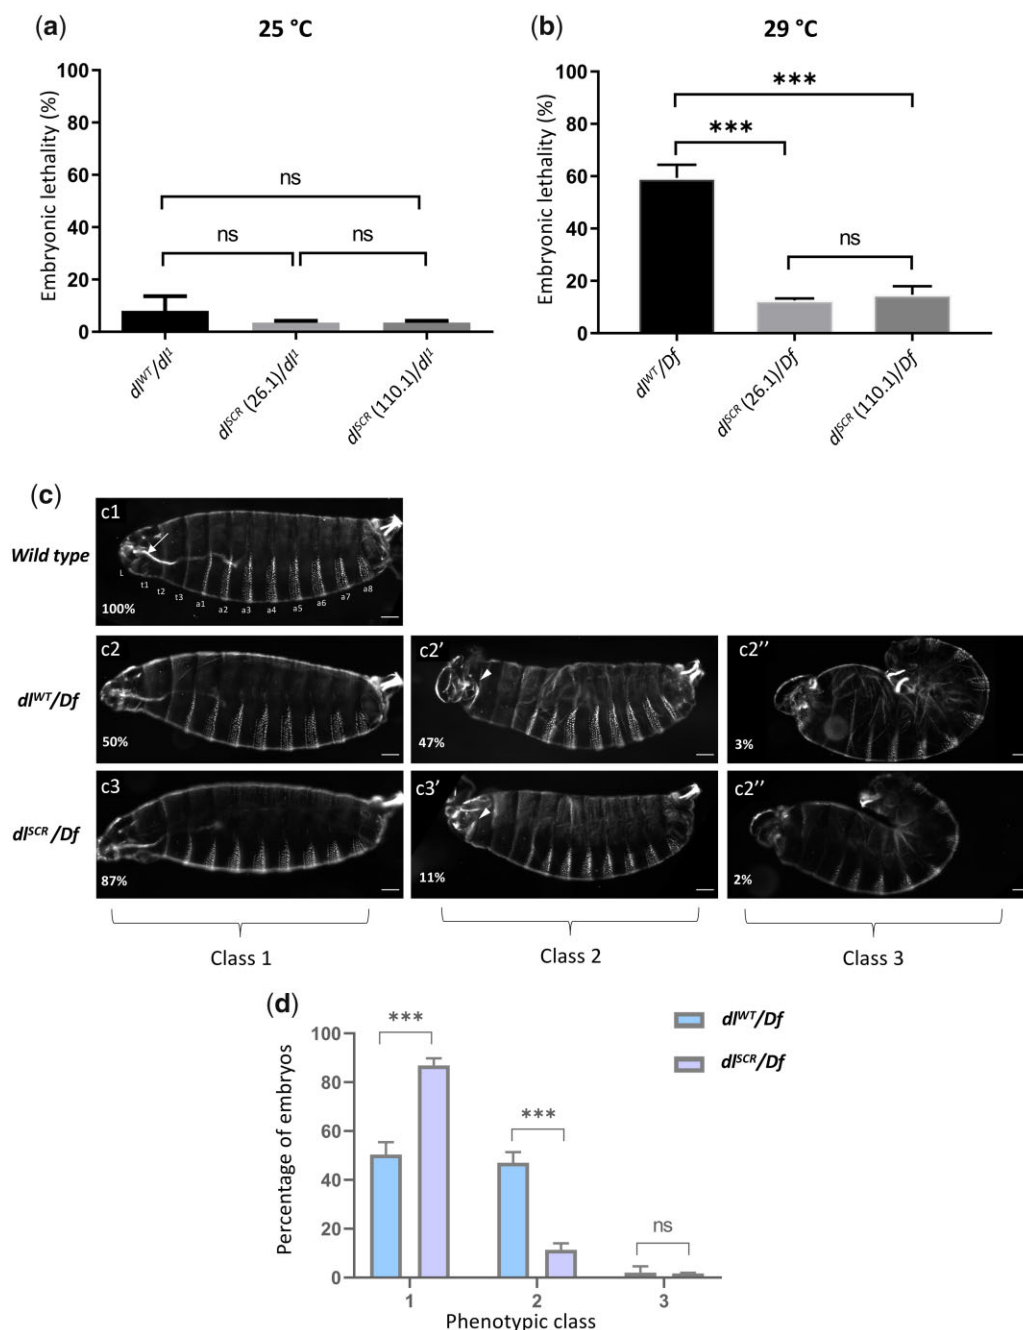 (a) 25 °C
100
80
60
40
20
0
Embryonic lethality (%)
ns
ns ns
dl^WT/dl^1
dl^SCR (26.1)/dl^1
dl^SCR (110.1)/dl^1
(b) 29 °C
100
80
60
40
20
0
Embryonic lethality (%)
***
***
ns
dl^WT/Df
dl^SCR (26.1)/Df
dl^SCR (110.1)/Df
(c)
Wild type
c1
L t1 t2 t3 a1 a2 a3 a4 a5 a6 a7 a8
100%
dl^WT/Df
c2 c2' c2''
50% 47% 3%
dl^SCR/Df
c3 c3' c2''
87% 11% 2%
Class 1 Class 2 Class 3
(d)
dl^WT/Df
dl^SCR/Df
100
80
60
40
20
0
Percentage of embryos
***
***
ns
1 2 3
Phenotypic class